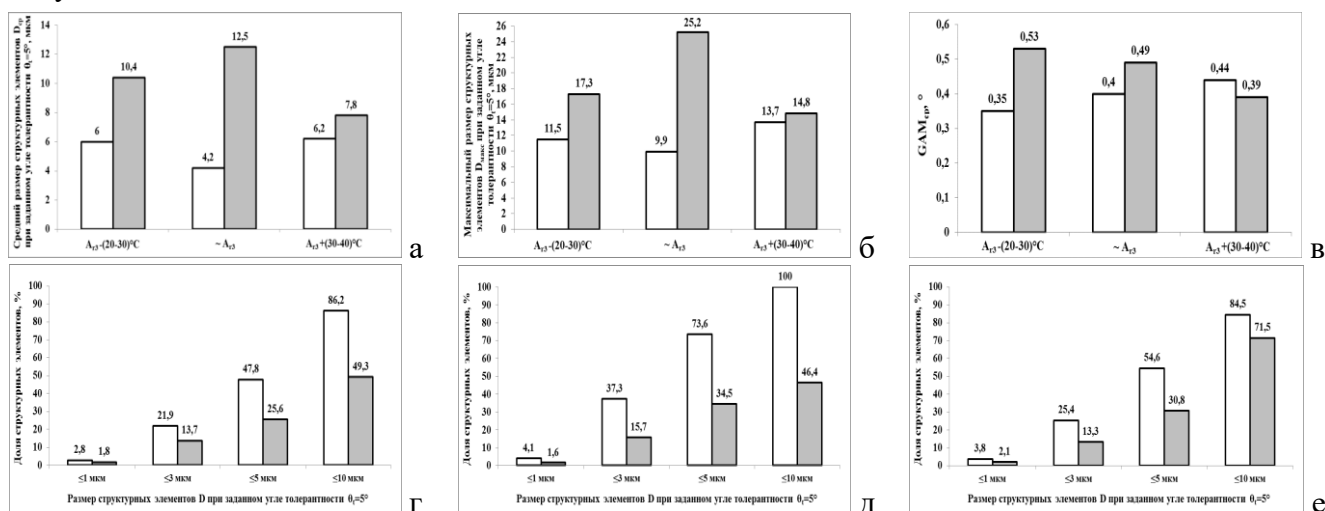 Средний размер структурных элементов Dср
при заданном угле толерантности θt=5°, мкм
14
12
10
8
6
4
2
0
6
10,4
4,2
12,5
6,2
7,8
Ar3-(20-30)°C
~ Ar3
Ar3+(30-40)°C
а
Максимальный размер структурных
элементов Dмакс при заданном угле
толерантности θt=5°, мкм
26
24
22
20
18
16
14
12
10
8
6
4
2
0
11,5
17,3
9,9
25,2
13,7
14,8
Ar3-(20-30)°C
~ Ar3
Ar3+(30-40)°C
б
GAMср, °
0,6
0,5
0,4
0,3
0,2
0,1
0
0,35
0,53
0,4
0,49
0,44
0,39
Ar3-(20-30)°C
~ Ar3
Ar3+(30-40)°C
в
Доли структурных элементов, %
100
90
80
70
60
50
40
30
20
10
0
2,8
1,8
21,9
13,7
47,8
25,6
86,2
49,3
≤1 мкм
≤3 мкм
≤5 мкм
≤10 мкм
Размер структурных элементов D при заданном угле толерантности θt=5°
г
Доли структурных элементов, %
100
90
80
70
60
50
40
30
20
10
0
4,1
1,6
37,3
15,7
73,6
34,5
100
46,4
≤1 мкм
≤3 мкм
≤5 мкм
≤10 мкм
Размер структурных элементов D при заданном угле толерантности θt=5°
д
Доли структурных элементов, %
100
90
80
70
60
50
40
30
20
10
0
3,8
2,1
25,4
13,3
54,6
30,8
84,5
71,5
≤1 мкм
≤3 мкм
≤5 мкм
≤10 мкм
Размер структурных элементов D при заданном угле толерантности θt=5°
е